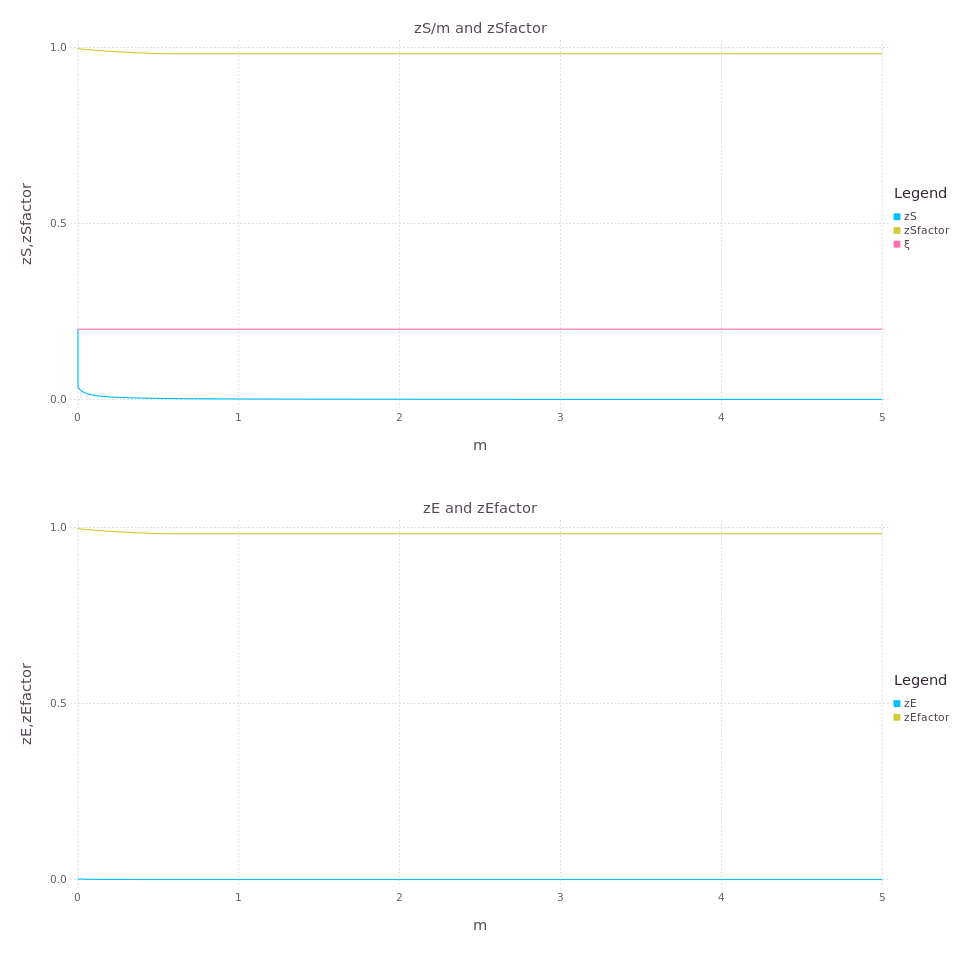 zS/m and zSfactor
zS,zSfactor
1.0
0.5
0.0
0 1 2 3 4 5
m
Legend
zS
zSfactor
ξ
zE and zEfactor
zE,zEfactor
1.0
0.5
0.0
0 1 2 3 4 5
m
Legend
zE
zEfactor